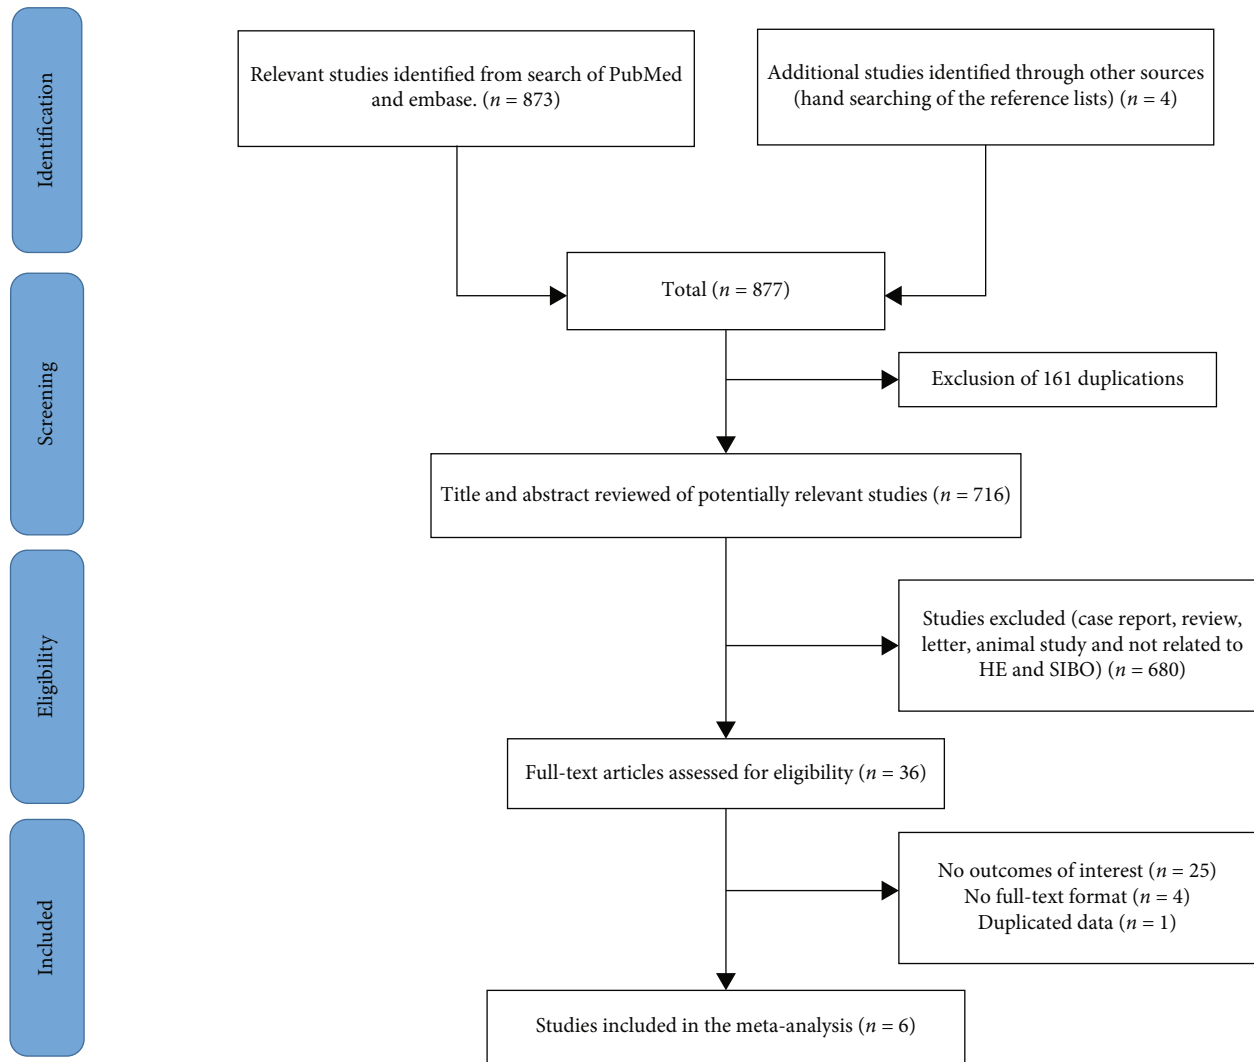 Identification
Relevant studies identified from search of PubMed
and embase. (n = 873)
Additional studies identified through other sources
(hand searching of the reference lists) (n = 4)
Total (n = 877)
Screening
Exclusion of 161 duplications
Title and abstract reviewed of potentially relevant studies (n = 716)
Eligibility
Studies excluded (case report, review,
letter, animal study and not related to
HE and SIBO) (n = 680)
Full-text articles assessed for eligibility (n = 36)
Included
No outcomes of interest (n = 25)
No full-text format (n = 4)
Duplicated data (n = 1)
Studies included in the meta-analysis (n = 6)